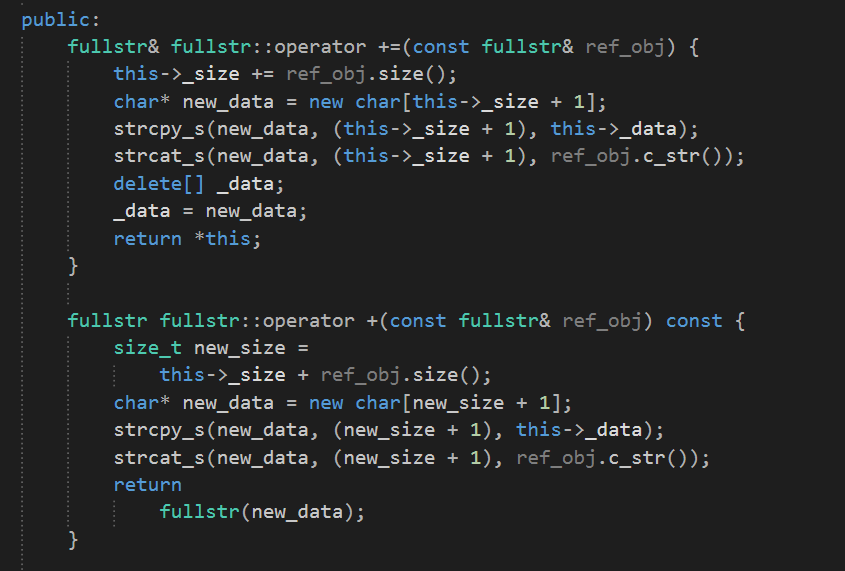 public:
fullstr& fullstr::operator +=(const fullstr& ref_obj) {
this->_size += ref_obj.size();
char* new_data = new char[this->_size + 1];
strcpy_s(new_data, (this->_size + 1), this->_data);
strcat_s(new_data, (this->_size + 1), ref_obj.c_str());
delete[] _data;
_data = new_data;
return *this;
}
fullstr fullstr::operator +(const fullstr& ref_obj) const {
size_t new_size =
this->_size + ref_obj.size();
char* new_data = new char[new_size + 1];
strcpy_s(new_data, (new_size + 1), this->_data);
strcat_s(new_data, (new_size + 1), ref_obj.c_str());
return
fullstr(new_data);
}